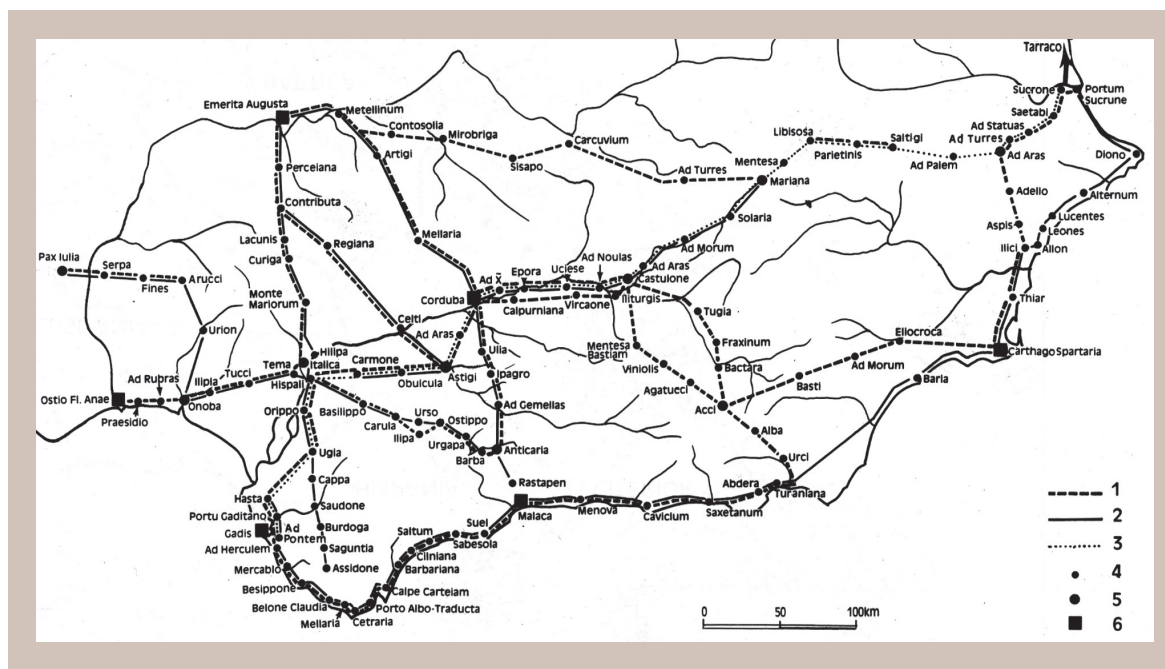 Tarraco
Sucrone
Portum
Sucrune
Saetabi
Ad Statuas
Ad Turres
Ad Aras
Diono
Emerita Augusta
Metellinum
Contosolia
Mirobriga
Carcuvium
Sisapo
Artigi
Libisosa
Saltigi
Parietinis
Ad Palem
Mentesa
Ad Turres
Mariana
Perceiana
Contributa
Adello
Alternum
Solaria
Lucentes
Leones
Aspis
Ilici
Allon
Lacunis
Curiga
Regiana
Mellaria
Ad Morum
Pax Iulia
Serpa
Fines
Arucci
Ad X
Epora
Uciese
Ad Noulas
Ad Aras
Castulone
Monte
Mariorum
Corduba
Calpurniana
Vircaone
Iliturgis
Tugia
Thiar
Urion
Celti
Ad Aras
Mentesa
Bastiam
Fraxinum
Eliocroca
Tema
Hilipa
Italica
Carmone
Ulia
Viniolis
Bactara
Ad Morum
Carthago Spartaria
Ad Rubras
Ilipla
Tucci
Hispali
Obulcula
Astigi
Ipagro
Agatucci
Basti
Baria
Ostio Fl. Anae
Praesidio
Onoba
Orippo
Basilippo
Urso
Ostippo
Ad Gemellas
Acci
Carula
Ilipa
Urgapa
Barba
Anticaria
Alba
Ugia
Urci
Cappa
Rastapen
Abdera
Turaniana
Hasta
Saudone
Malaca
Menova
Cavicium
Saxetanum
Portu Gaditano
Gadis
Ad
Pontem
Burdoga
Saltum
Suel
Sabesola
Ad Herculem
Saguntia
Cilniana
Mercablo
Assidone
Barbariana
Besippone
Calpe Carteiam
Belone Claudia
Porto Albo-Traducta
Mellaria
Cetraria
0 50 100km
1
2
3
4
5
6